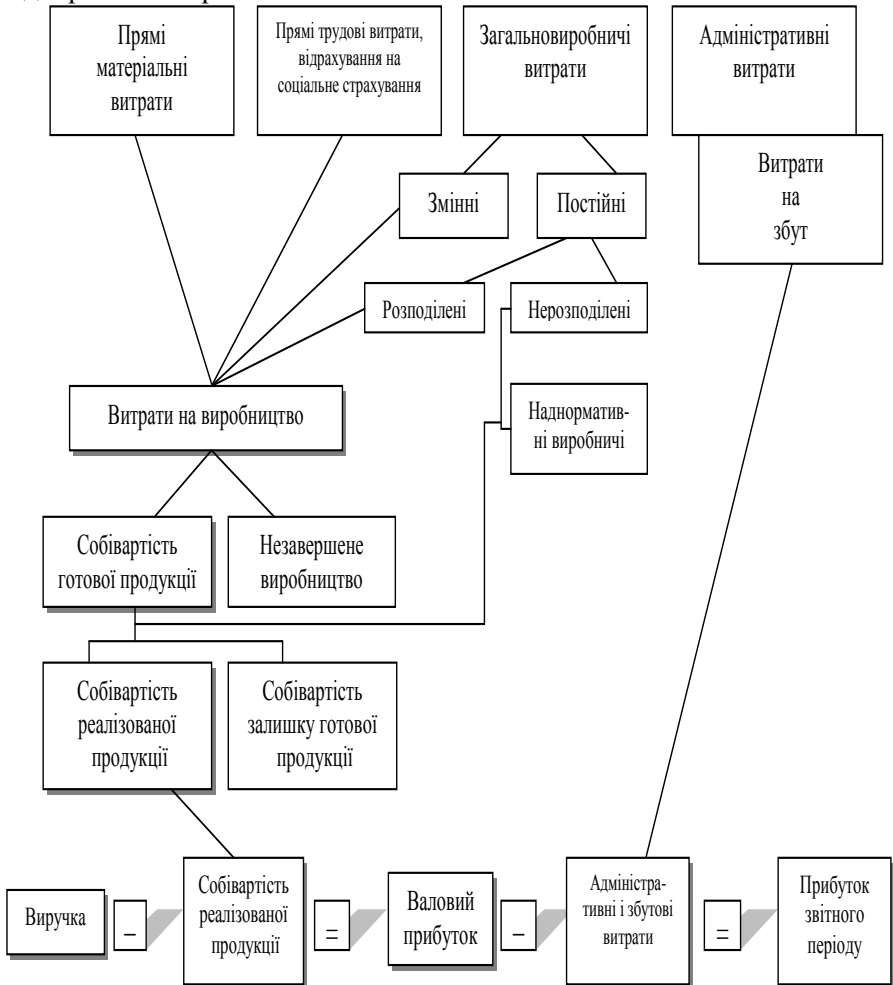 Прямі
матеріальні
витрати
Прямі трудові витрати,
відрахування на
соціальне страхування
Загальновиробничі
витрати
Адміністративні
витрати
Витрати
на
збут
Змінні
Постійні
Розподілені
Нерозподілені
Витрати на виробництво
Наднорматив-
ні виробничі
Собівартість
готової продукції
Незавершене
виробництво
Собівартість
реалізованої
продукції
Собівартість
залишку готової
продукції
Виручка
–
Собівартість
реалізованої
продукції
=
Валовий
прибуток
–
Адміністра-
тивні і збутові
витрати
=
Прибуток
звітного
періоду